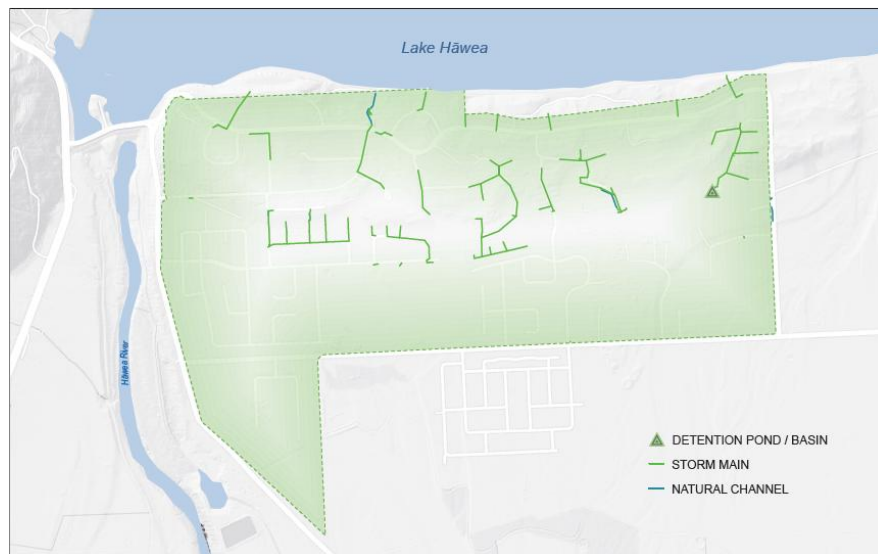 Lake Hāwea
Hāwea River
DETENTION POND / BASIN
STORM MAIN
NATURAL CHANNEL